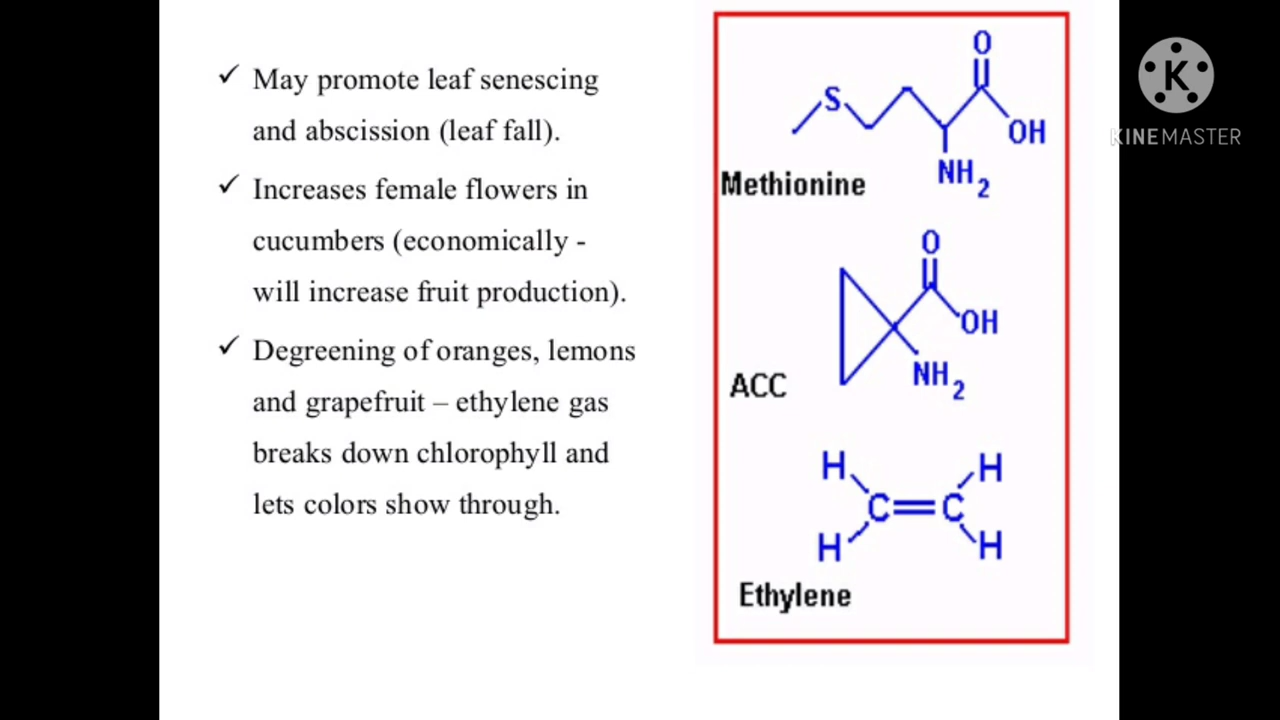 ✓ May promote leaf senescing
and abscission (leaf fall).
✓ Increases female flowers in
cucumbers (economically -
will increase fruit production).
✓ Degreening of oranges, lemons
and grapefruit – ethylene gas
breaks down chlorophyll and
lets colors show through.
O
S
OH
NH2
Methionine
O
OH
NH2
ACC
H H
C=C
H H
Ethylene
K
KINEMASTER